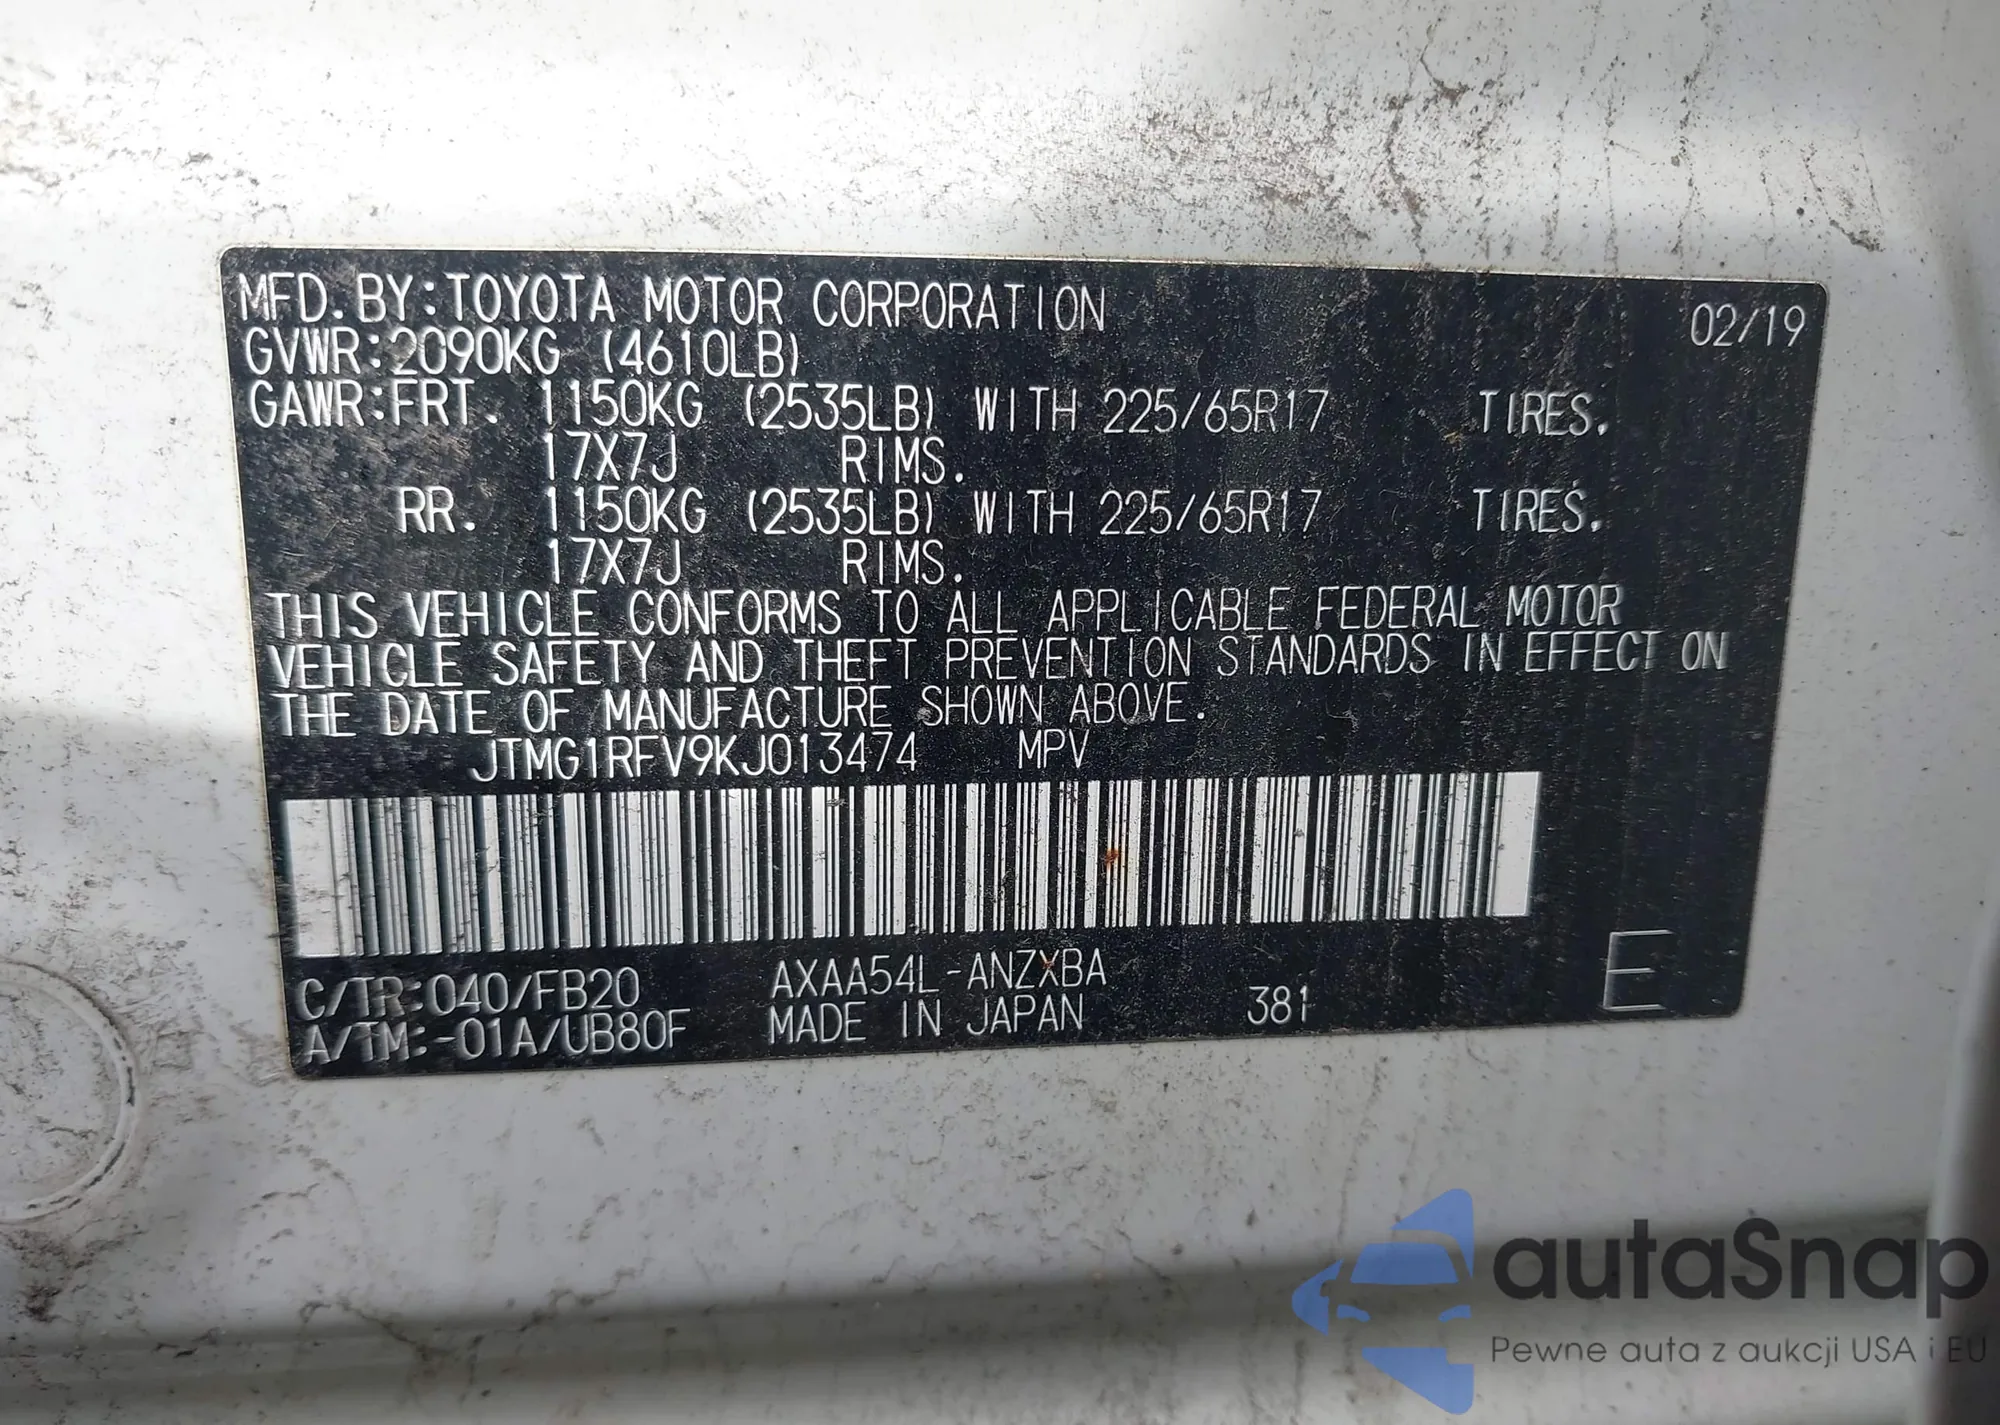 MFD. BY:TOYOTA MOTOR CORPORATION 02/19
GVWR:2090KG (4610LB)
GAWR:FRT. 1150KG (2535LB) WITH 225/65R17 TIRES.
17X7J RIMS.
RR. 1150KG (2535LB) WITH 225/65R17 TIRES.
17X7J RIMS.
THIS VEHICLE CONFORMS TO ALL APPLICABLE FEDERAL MOTOR
VEHICLE SAFETY AND THEFT PREVENTION STANDARDS IN EFFECT ON
THE DATE OF MANUFACTURE SHOWN ABOVE.
JTMG1RFV9KJ013474 MPV
C/TR:040/FB20 AXAA54L-ANZXBA E
A/TM:-01A/UB80F MADE IN JAPAN 381
autaSnap
Pewne auta z aukcji USA i EU